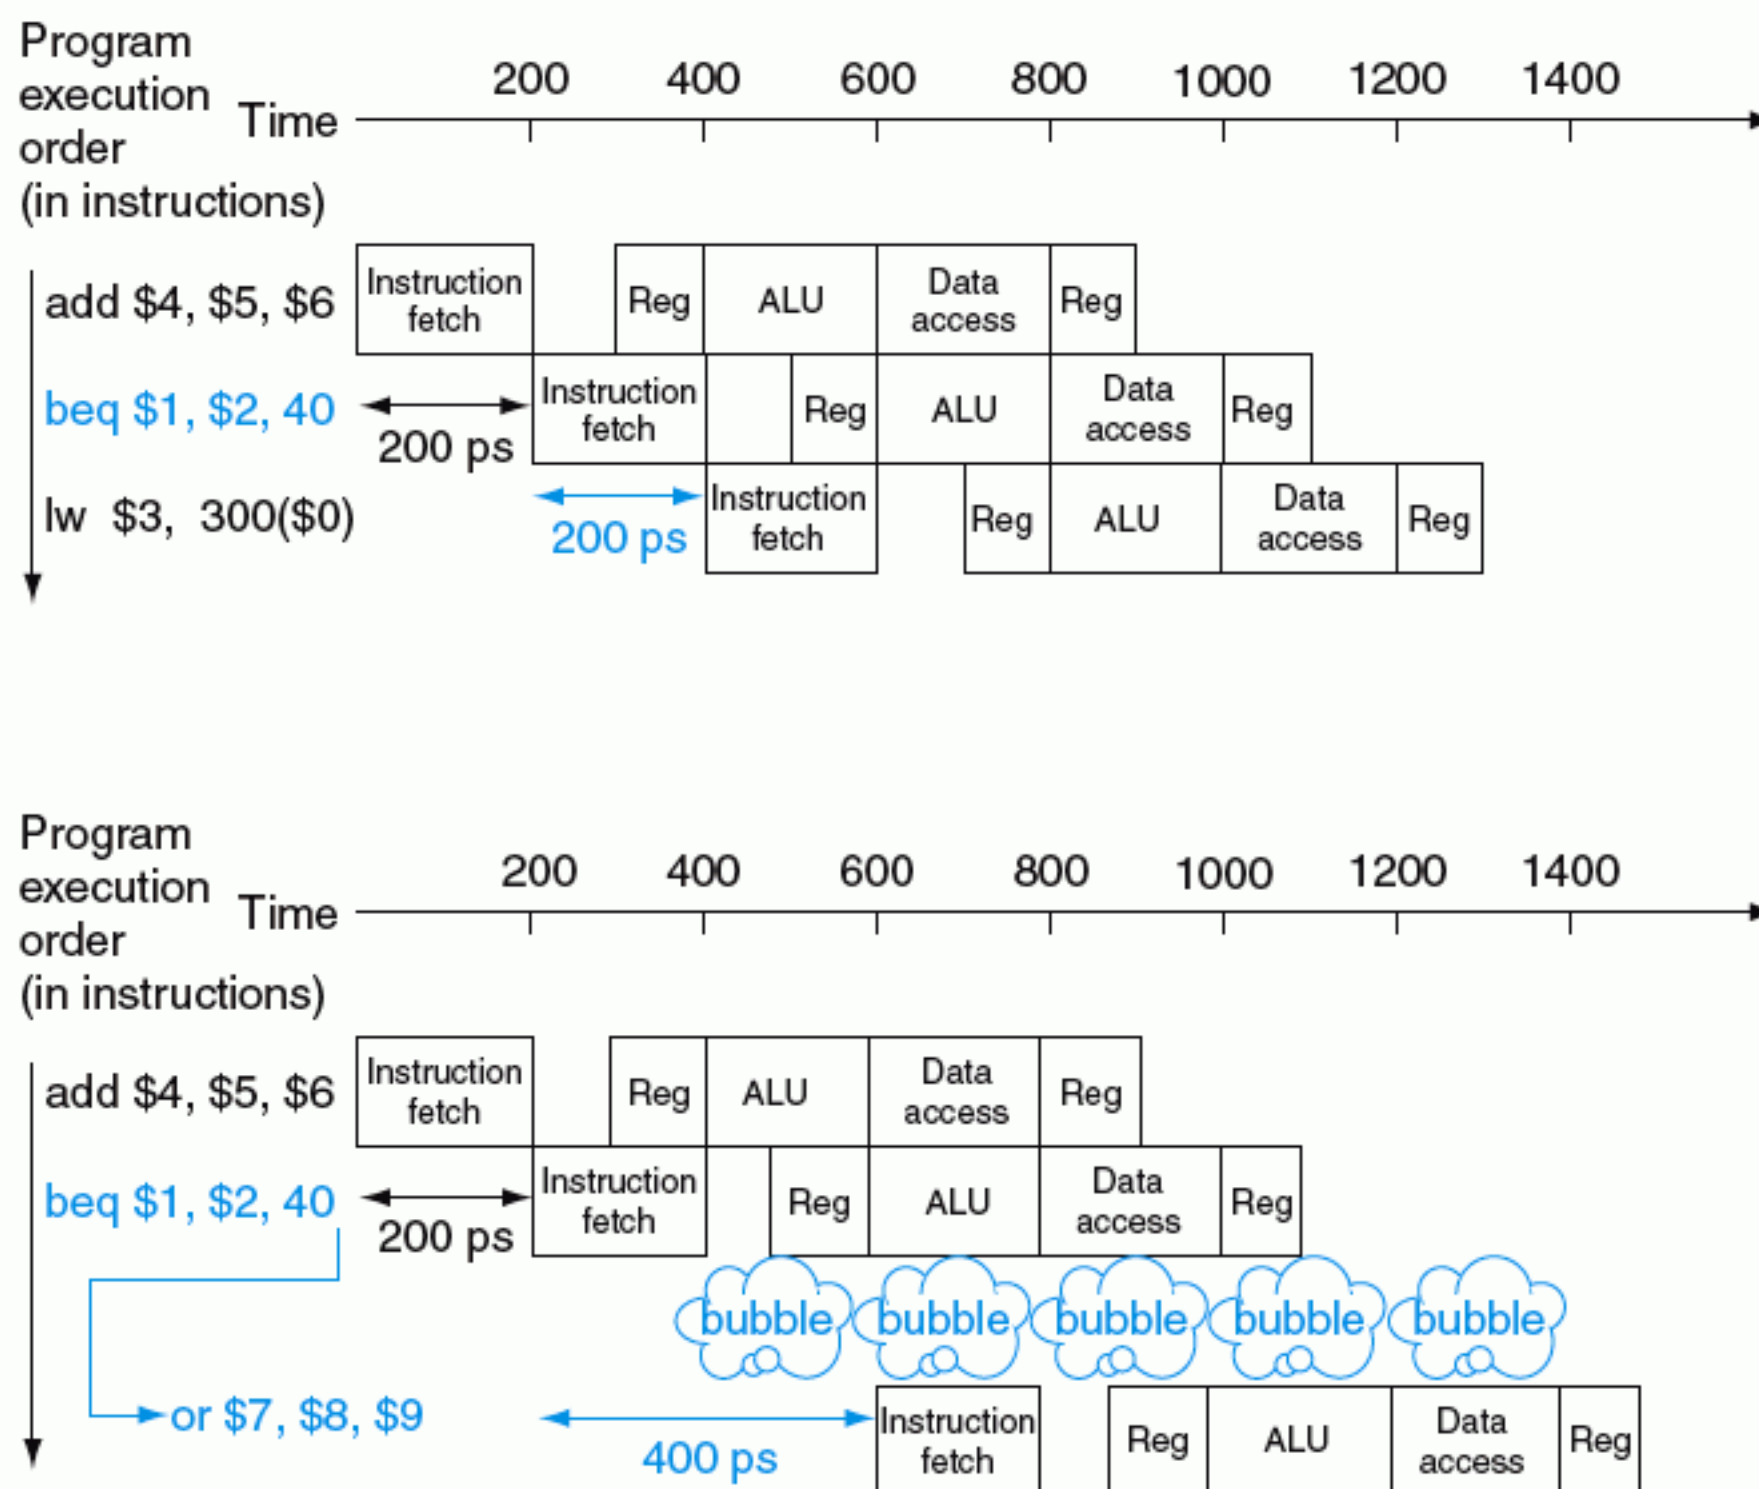 Program
execution
order
(in instructions)
Time
200 400 600 800 1000 1200 1400
add $4, $5, $6
Instruction
fetch
Reg
ALU
Data
access
Reg
beq $1, $2, 40
200 ps
Instruction
fetch
Reg
ALU
Data
access
Reg
lw $3, 300($0)
200 ps
Instruction
fetch
Reg
ALU
Data
access
Reg
Program
execution
order
(in instructions)
Time
200 400 600 800 1000 1200 1400
add $4, $5, $6
Instruction
fetch
Reg
ALU
Data
access
Reg
beq $1, $2, 40
200 ps
Instruction
fetch
Reg
ALU
Data
access
Reg
bubble bubble bubble bubble bubble
or $7, $8, $9
400 ps
Instruction
fetch
Reg
ALU
Data
access
Reg